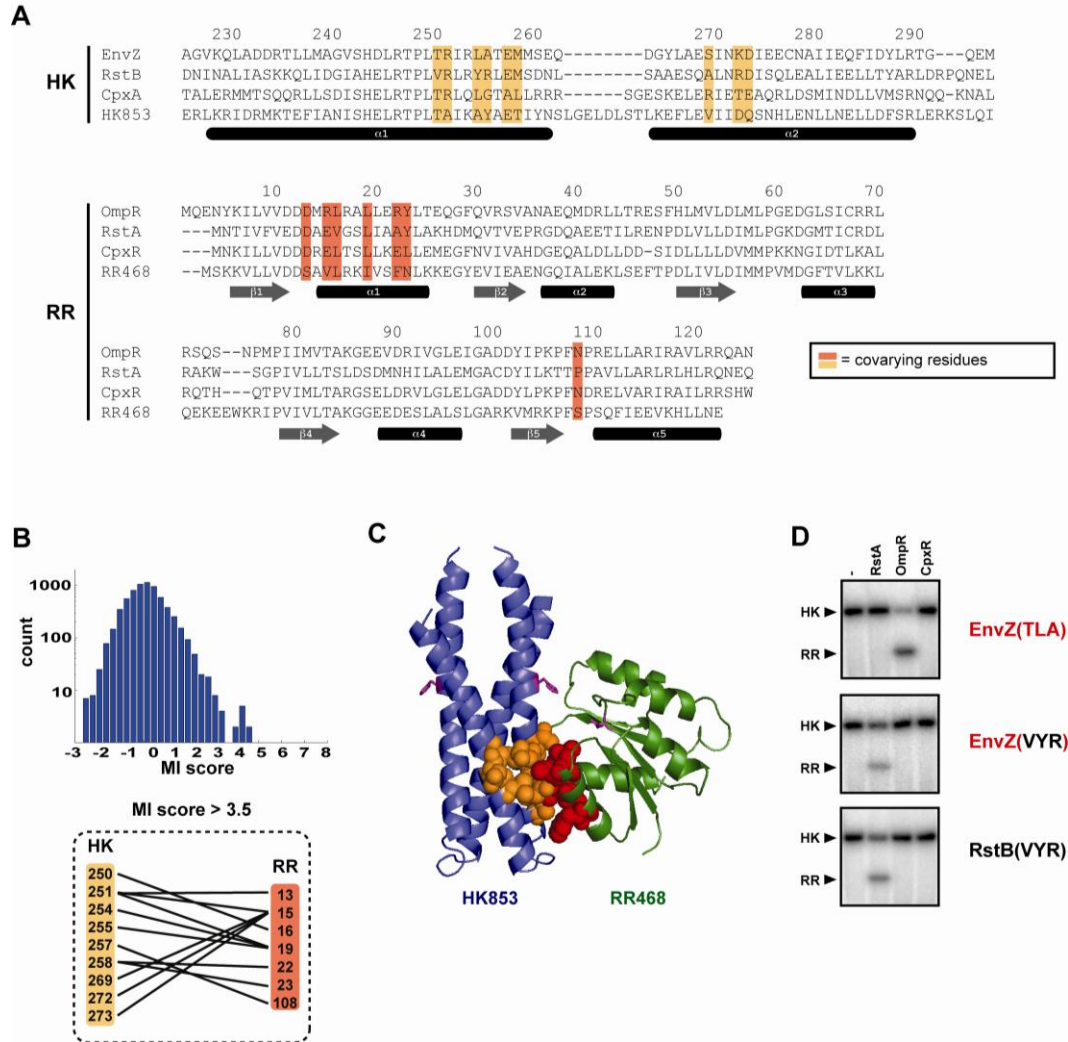 A
230 240 250 260 270 280 290
HK
EnvZ AGVKQLADDRTLLMAGVSHDLRTPLTRIRLATEMMSEQ--------DGYLAESINKDIEECNAIIEQFIDYLRTG---QEM
RstB DNINALIASKKQLIDGIAHELRTPLVRLRYRLEMSDNL--------SAAESQALNRDISQLEALIEELLTYARLDRPQNEL
CpxA TALERMMTSQQRLLSDISHELRTPLTRLQLGTALLRRR-------SGESKELERIETEAQRLDSMINDLLVMSRNQQ-KNAL
HK853 ERLKRIDRMKTEFIANISHELRTPLTAIKAYAETIYNSLGELDLSTLKEFLEVIIDQSNHLENLLNELLDFSRLERKSLQI
α1 α2
10 20 30 40 50 60 70
RR
OmpR MQENYKILVVDDDMRLRALLERYLTEQGFQVRSVANAEQMDRLLTRESFHLMVLDLMLPGEDGLSICRRL
RstA ---MNTIVFVEDDAEVGSLIAAYLAKHDMQVTVEPRGDQAEETILRENPDLVLLDIMLPGKDGMTICRDL
CpxR ---MNKILLVDDDRELTSLLKELLEMEGFNVIVAHDGEQALDLLDD-SIDLLLLDVMMPKKNGIDTLKAL
RR468 --MSKKVLLVDDSAVLRKIVSFNLKKEGYEVIEAENGQIALEKLSEFTPDLIVLDIMMPVMDGFTVLKKL
β1 α1 β2 α2 β3 α3
80 90 100 110 120
OmpR RSQS--NPMPIIMVTAKGEEVDRIVGLEIGADDYIPKPFNPRELLARIRAVLRRQAN
RstA RAKW---SGPIVLLTSLDSDMNHILALEMGACDYILKTTPPAVLLARLRLHLRQNEQ
CpxR RQTH--QTPVIMLTARGSELDRVLGLELGADDYLPKPFNDRELVARIRAILRRSHW
RR468 QEKEEWKRIPVIVLTAKGGEEDESLALSLGARKVMRKPFSPSQFIEEVKHLLNE
β4 α4 β5 α5
= covarying residues
B
1000
100
10
count
-3 -2 -1 0 1 2 3 4 5 6 7 8
MI score
MI score > 3.5
HK RR
250
251 13
254 15
255 16
257 19
258 22
269 23
272 108
273
C
HK853 RR468
D
- RstA OmpR CpxR
HK
RR
EnvZ(TLA)
HK
RR
EnvZ(VYR)
HK
RR
RstB(VYR)